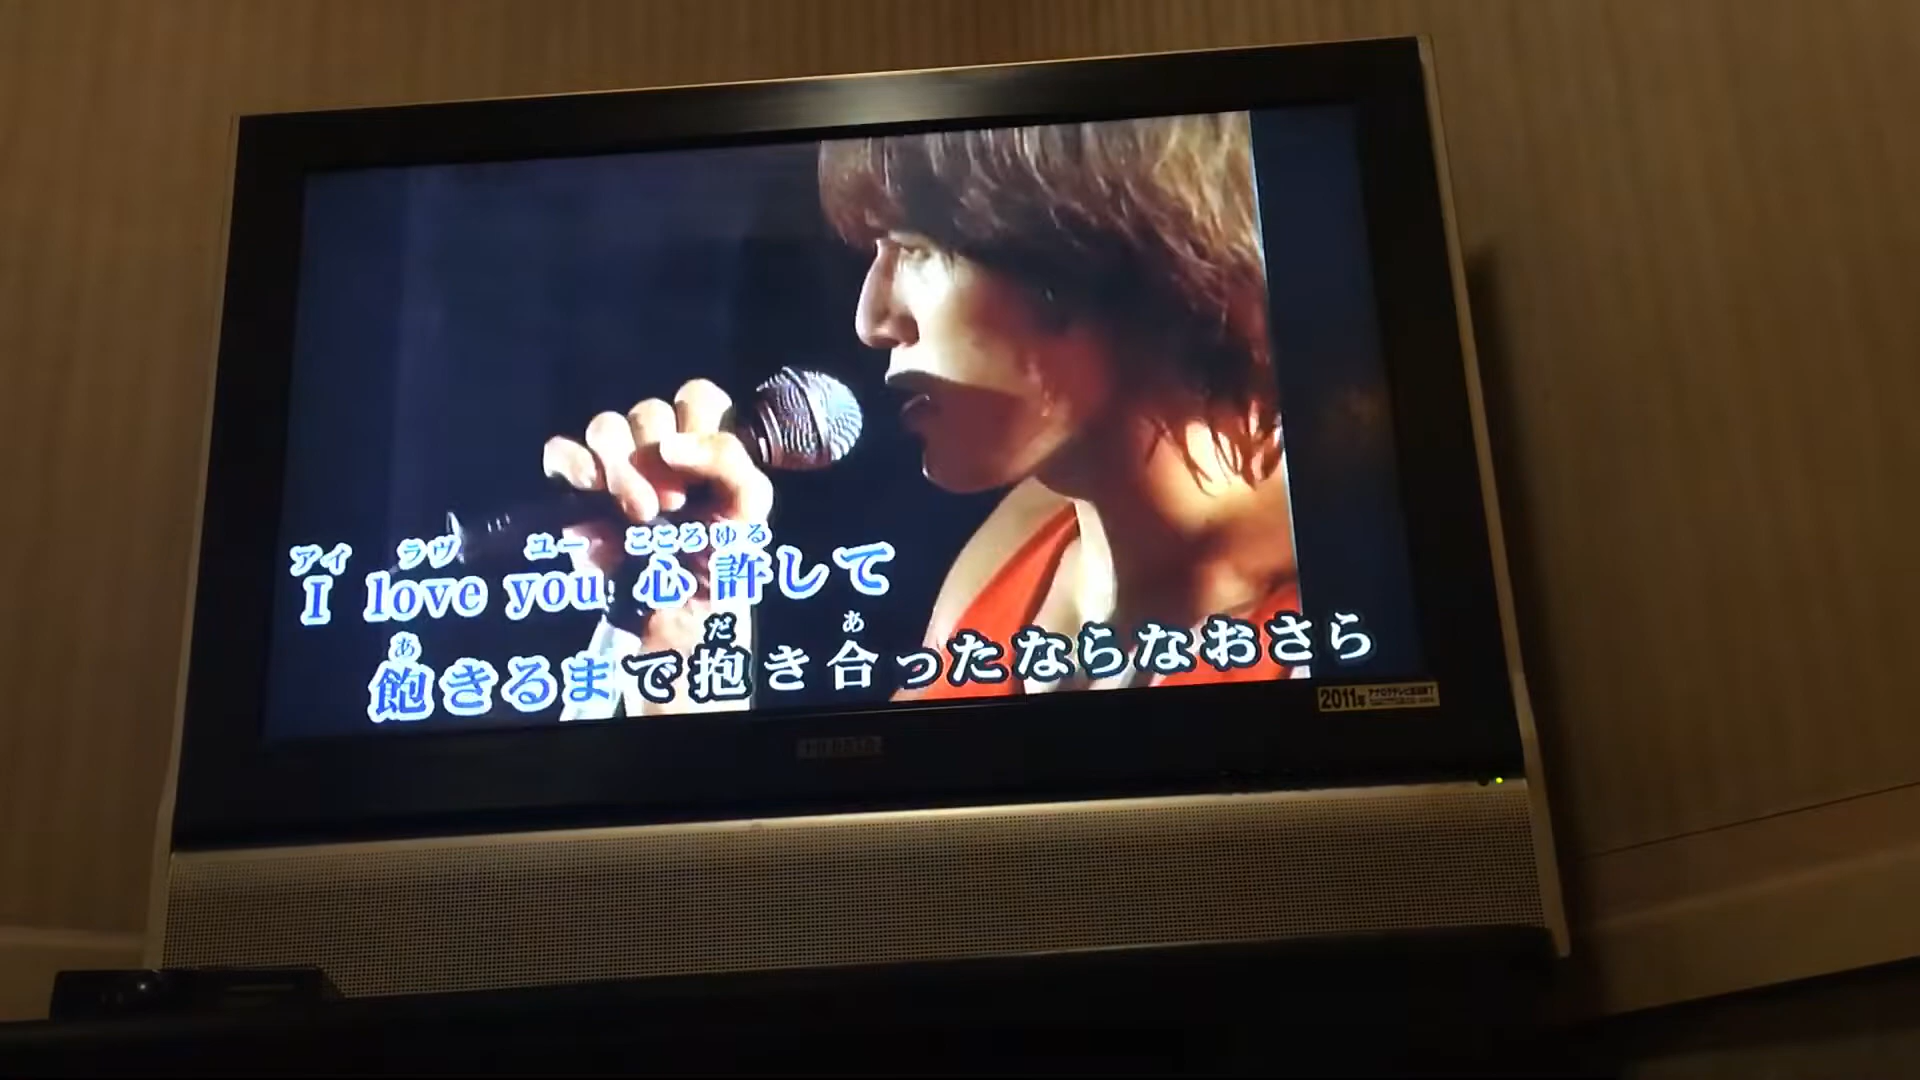 アイ ラヴ ユー こころ ゆる
I love you 心許して
あ だ あ
飽きるまで抱き合ったならなおさら
2011年